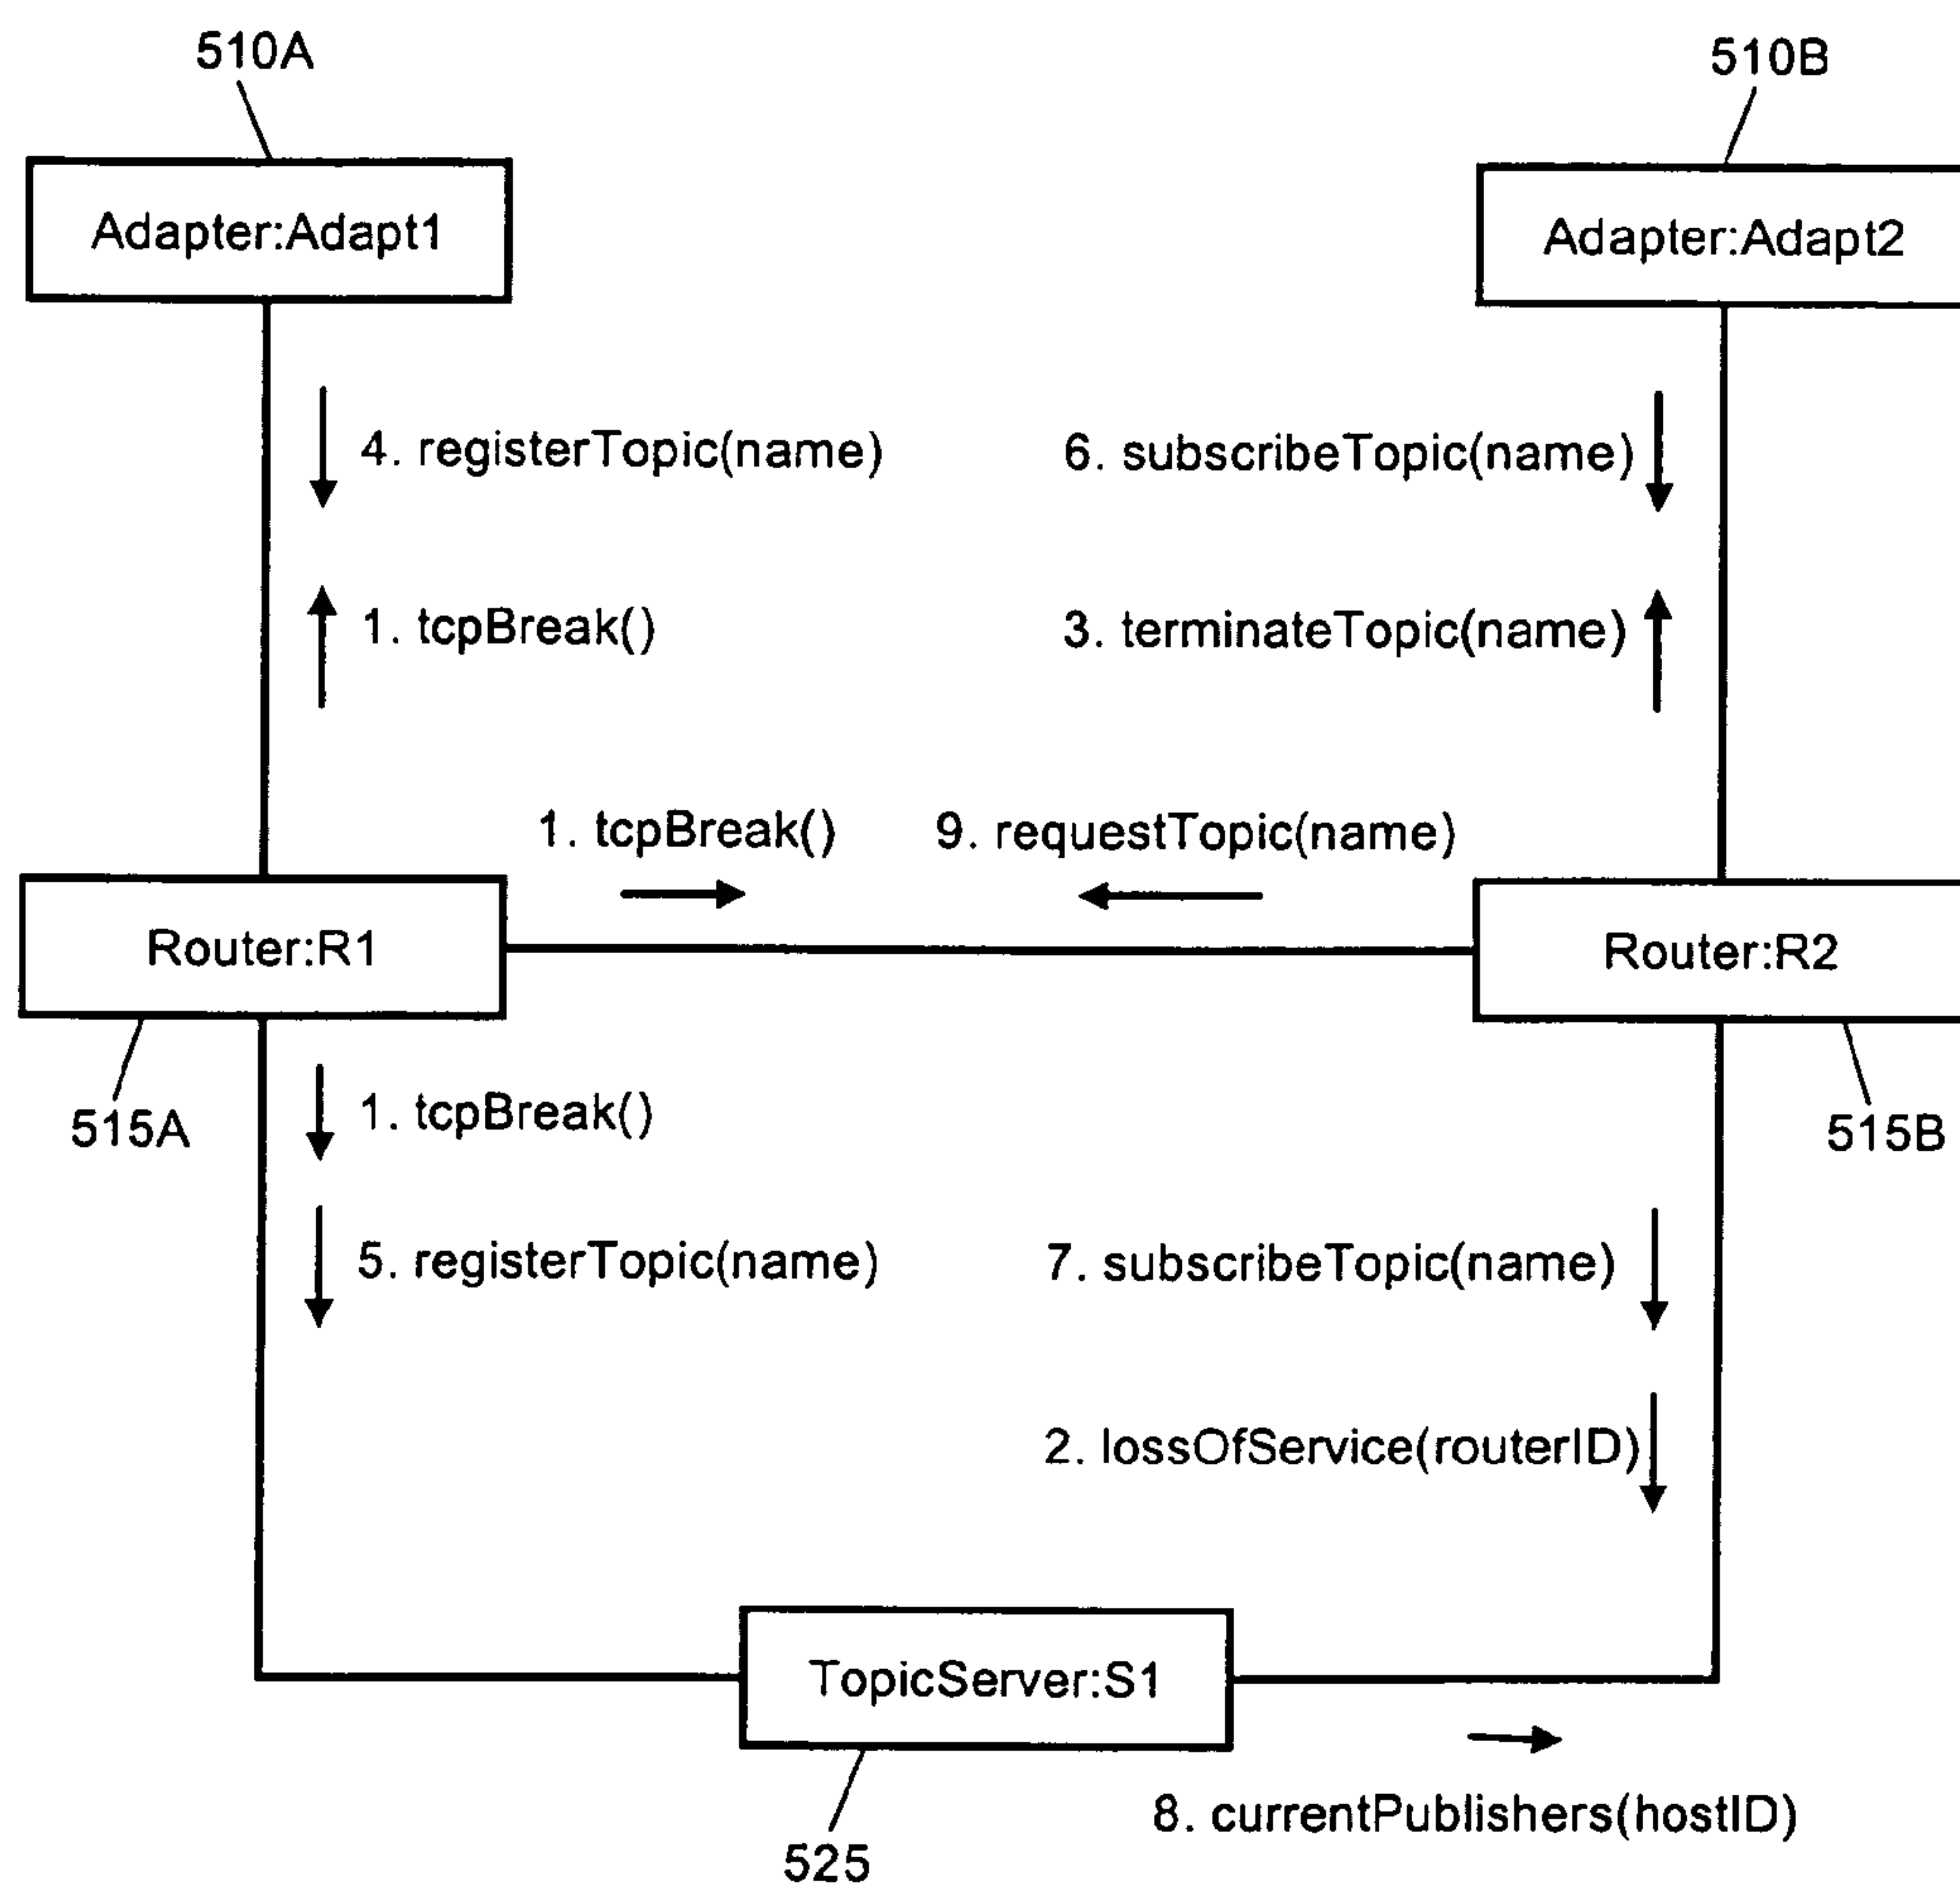 510A
510B
Adapter:Adapt1
Adapter:Adapt2
4. registerTopic(name)
6. subscribeTopic(name)
1. tcpBreak()
3. terminateTopic(name)
1. tcpBreak()
9. requestTopic(name)
Router:R1
Router:R2
515A
1. tcpBreak()
515B
5. registerTopic(name)
7. subscribeTopic(name)
2. lossOfService(routerID)
TopicServer:S1
8. currentPublishers(hostID)
525